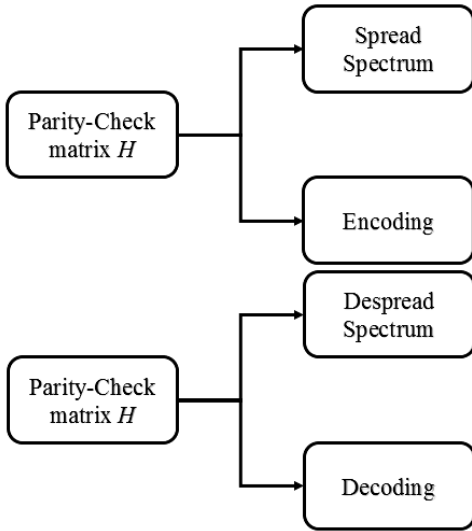 Spread
Spectrum
Parity-Check
matrix H
Encoding
Despread
Spectrum
Parity-Check
matrix H
Decoding